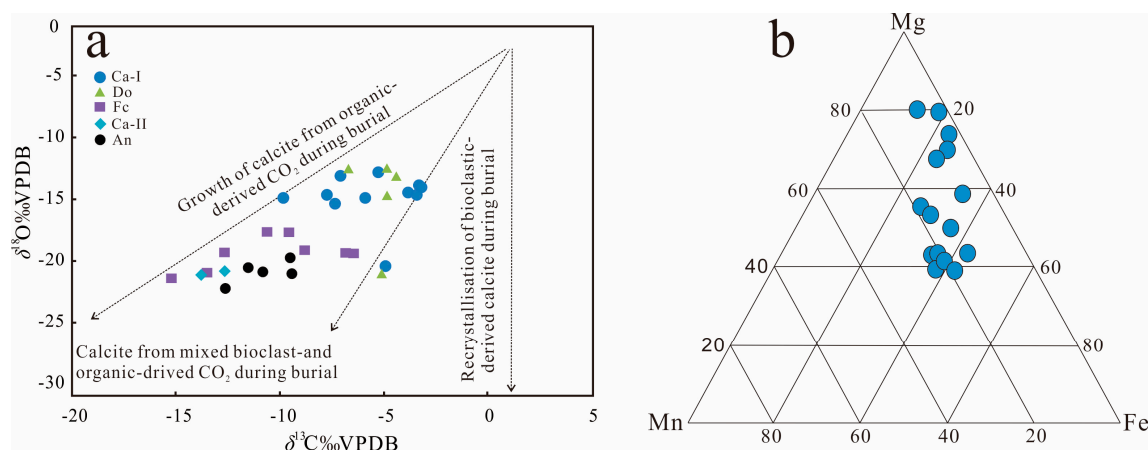 a
0
-5
-10
-15
-20
-25
-30
δ¹⁸O‰VPDB
Ca-I
Do
Fc
Ca-II
An
Growth of calcite from organic-
derived CO₂ during burial
Calcite from mixed bioclast-and
organic-drived CO₂ during burial
Recrystallisation of bioclastic-
derived calcite during burial
-20
-15
-10
-5
0
5
δ¹³C‰VPDB
b
Mg
80
20
60
40
40
60
20
80
Mn
80
60
40
20
Fe